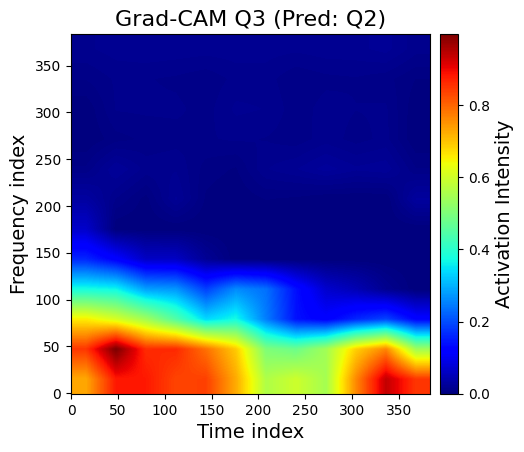 Grad-CAM Q3 (Pred: Q2)
Frequency index
350
300
250
200
150
100
50
0
0 50 100 150 200 250 300 350
Time index
0.8
0.6
0.4
0.2
0.0
Activation Intensity